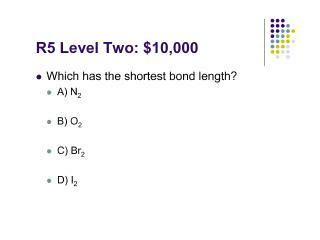 R5 Level Two: $10,000
Which has the shortest bond length?
A) N₂
B) O₂
C) Br₂
D) I₂